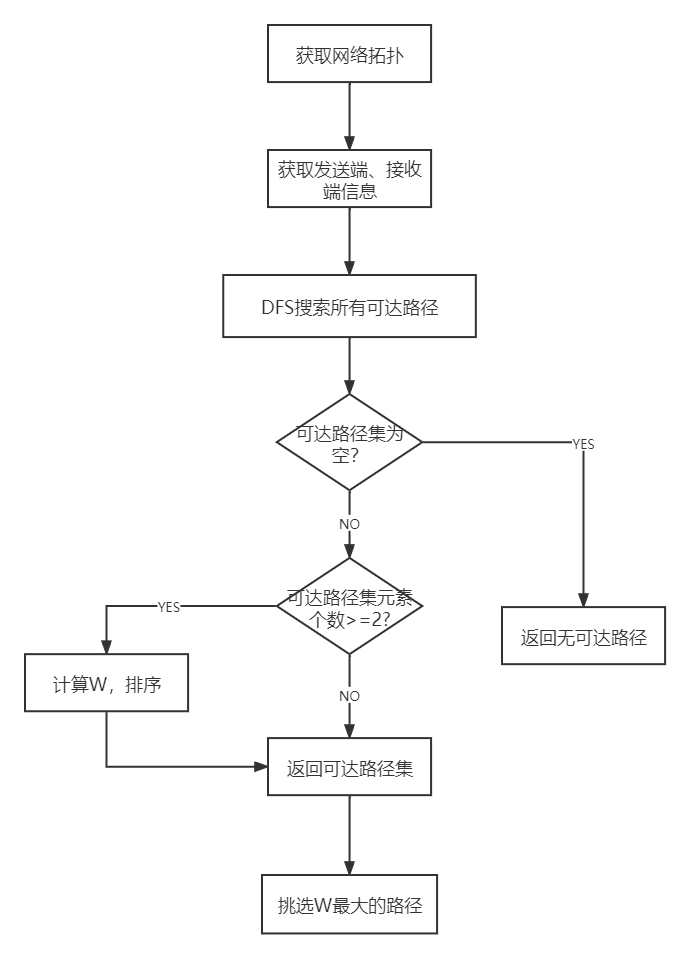 获取网络拓扑
获取发送端、接收
端信息
DFS搜索所有可达路径
可达路径集为
空？
YES
NO
可达路径集元素
个数>=2?
YES
返回无可达路径
计算W，排序
NO
返回可达路径集
挑选W最大的路径